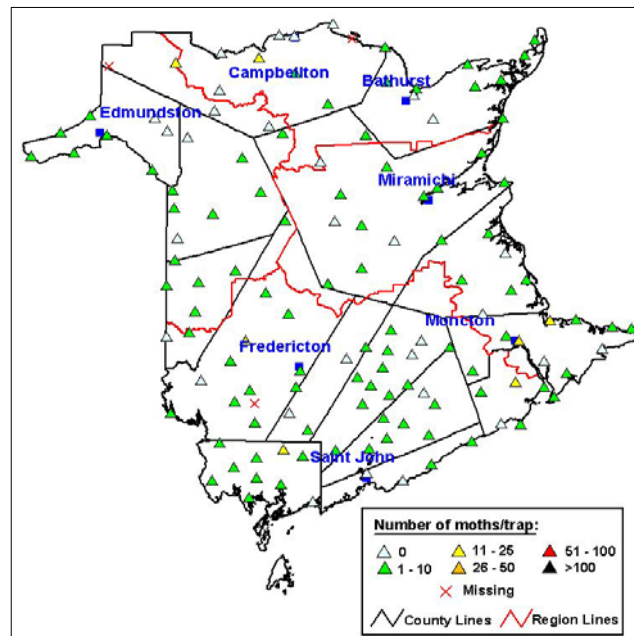 Campbellton
Bathurst
Edmundston
Miramichi
Moncton
Fredericton
Saint John
Number of moths/trap:
0 11 - 25 51 - 100
1 - 10 26 - 50 >100
Missing
County Lines Region Lines